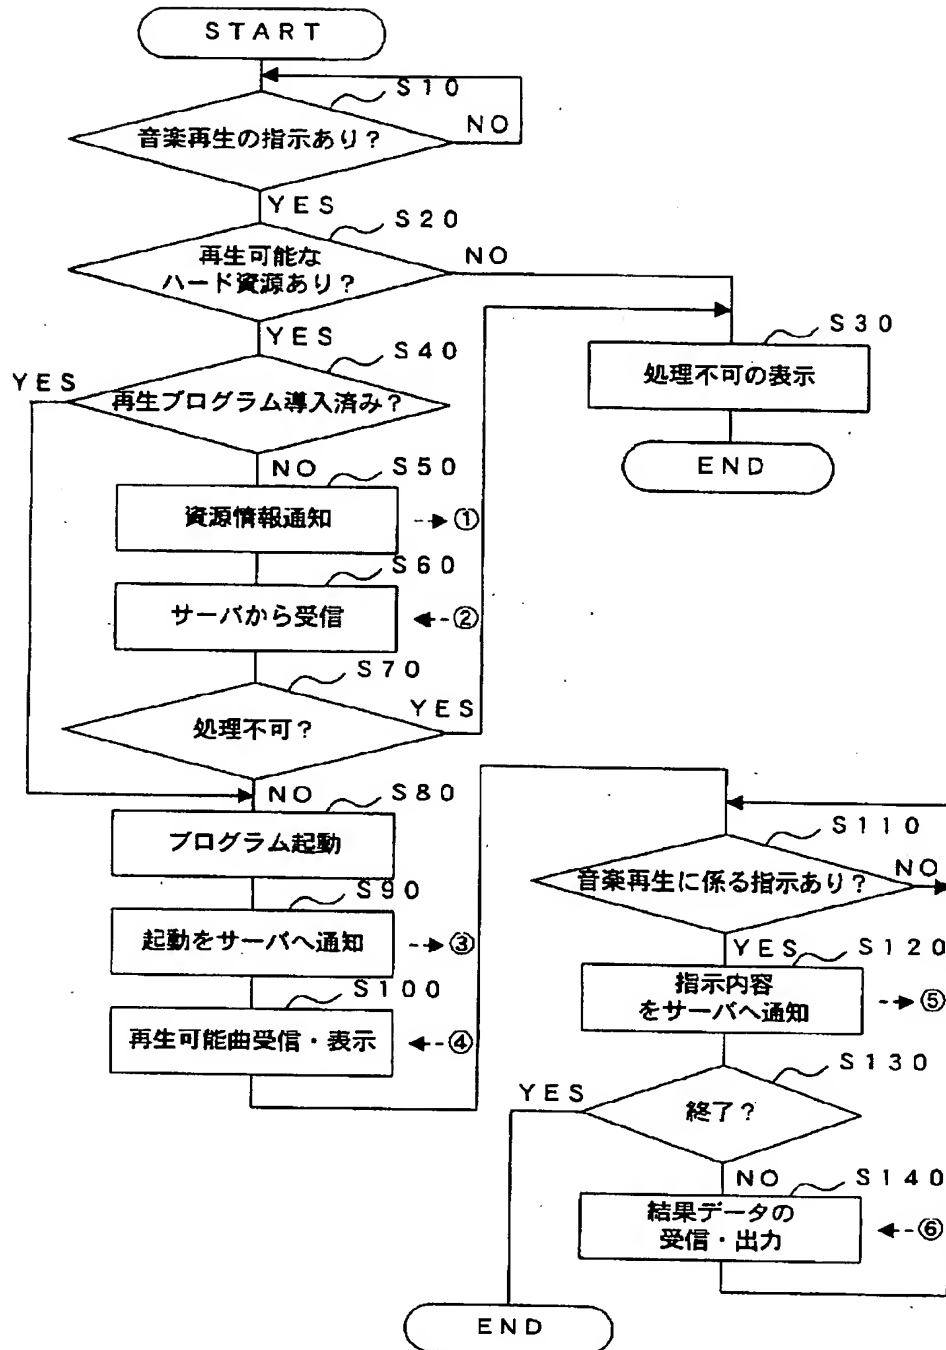 START
S10
音楽再生の指示あり?
NO
YES
S20
再生可能な
ハード資源あり?
NO
YES
S30
処理不可の表示
END
S40
YES
再生プログラム導入済み?
NO
S50
資源情報通知
①
S60
サーバから受信
②
S70
処理不可?
YES
NO
S80
プログラム起動
S90
起動をサーバへ通知
③
S100
再生可能曲受信・表示
④
S110
音楽再生に係る指示あり?
NO
YES
S120
指示内容
をサーバへ通知
⑤
S130
YES
終了?
NO
S140
結果データの
受信・出力
⑥
END